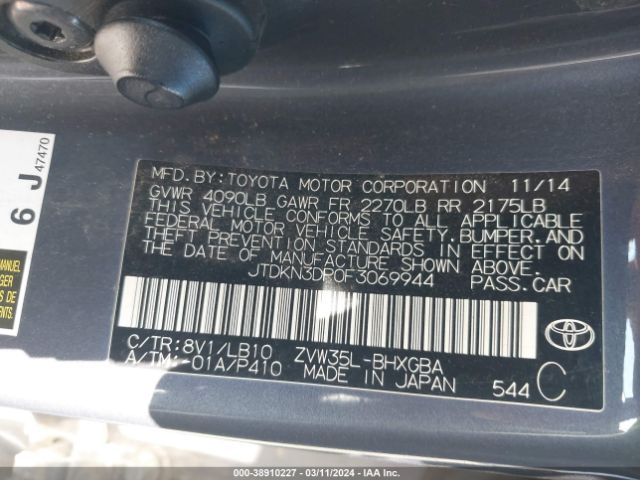 6 J 47470
MANUAL
MENTS.
MFD. BY: TOYOTA MOTOR CORPORATION 11/14
GVWR 4090LB GAWR FR 2270LB RR 2175LB
THIS VEHICLE CONFORMS TO ALL APPLICABLE
FEDERAL MOTOR VEHICLE SAFETY, BUMPER, AND
THEFT PREVENTION STANDARDS IN EFFECT ON
THE DATE OF MANUFACTURE SHOWN ABOVE.
JTDKN3DP0F3069944 PASS. CAR
C/TR: 8V1/LB10 ZVW35L-BHXGBA
A/TM: -01A/P410 MADE IN JAPAN
544 C
000-38910227 - 03/11/2024 - IAA Inc.